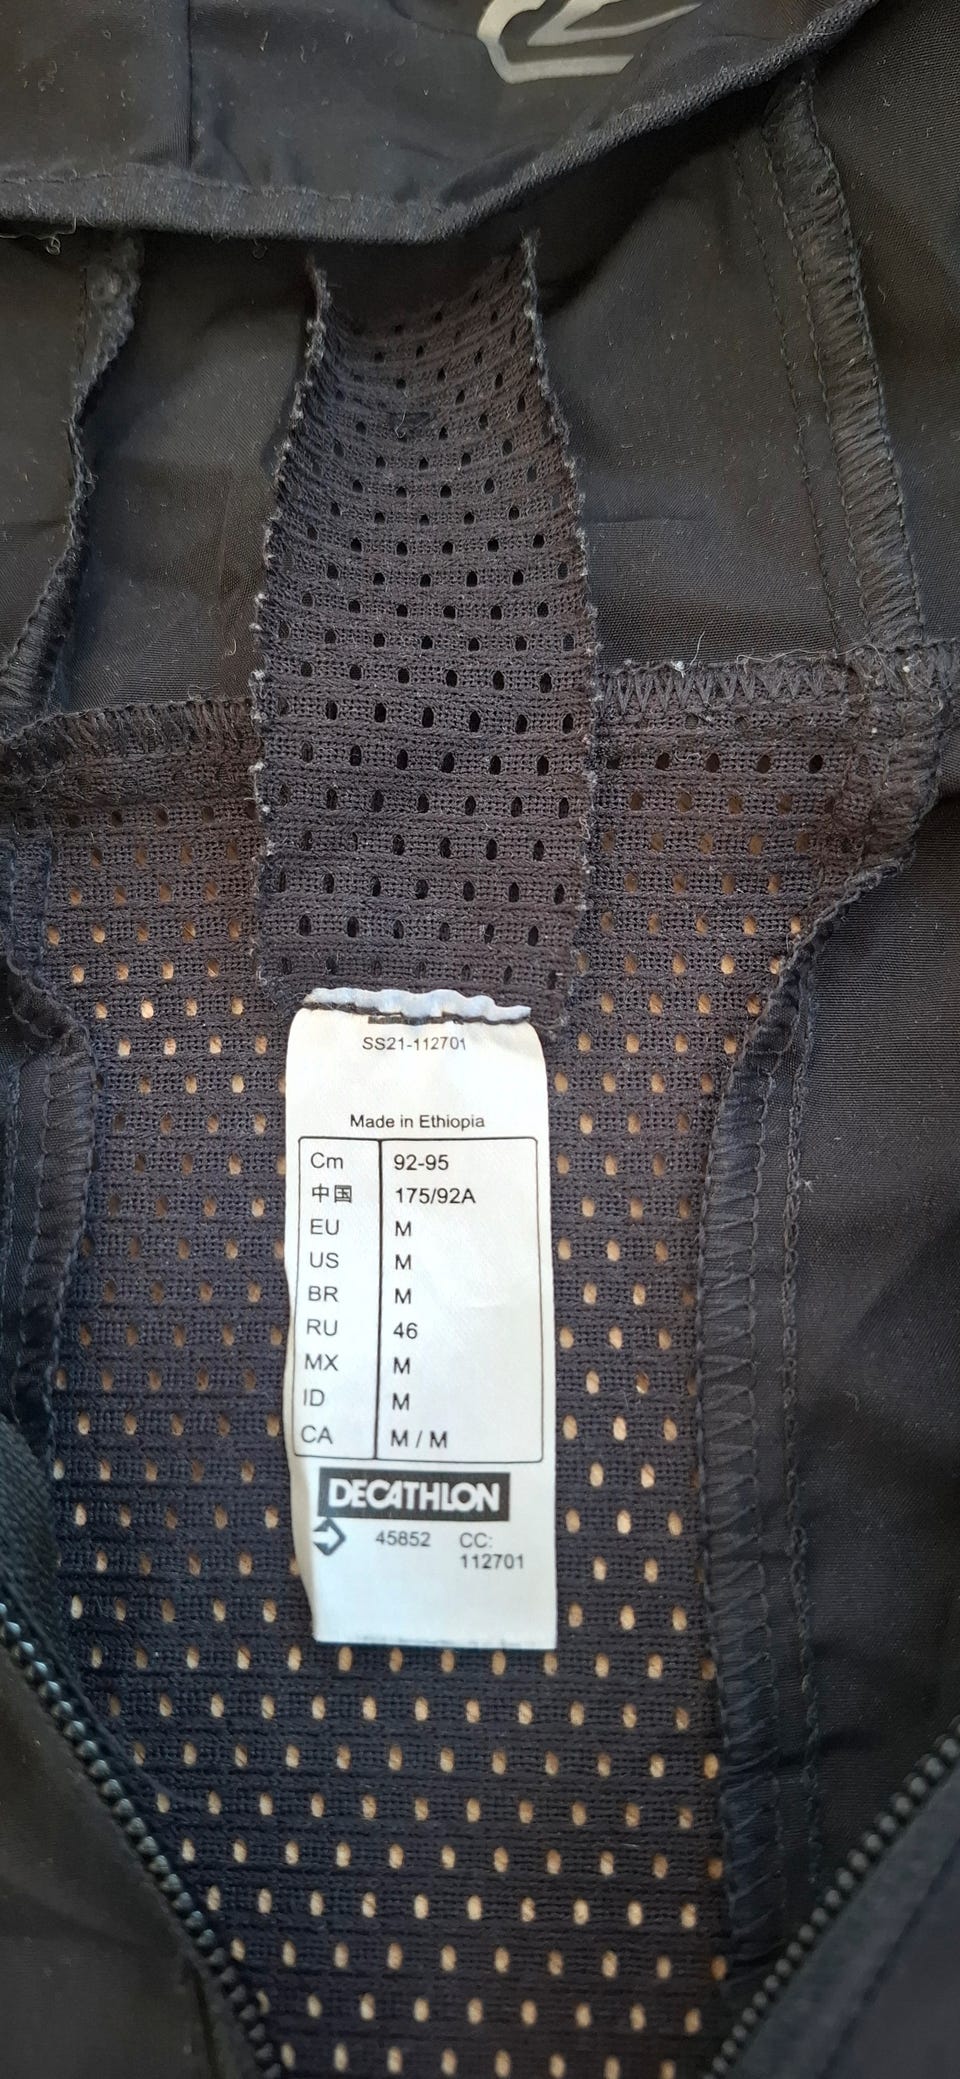 SS21-112701
Made in Ethiopia
Cm 92-95
中国 175/92A
EU M
US M
BR M
RU 46
MX M
ID M
CA M / M
DECATHLON
45852 CC:
112701